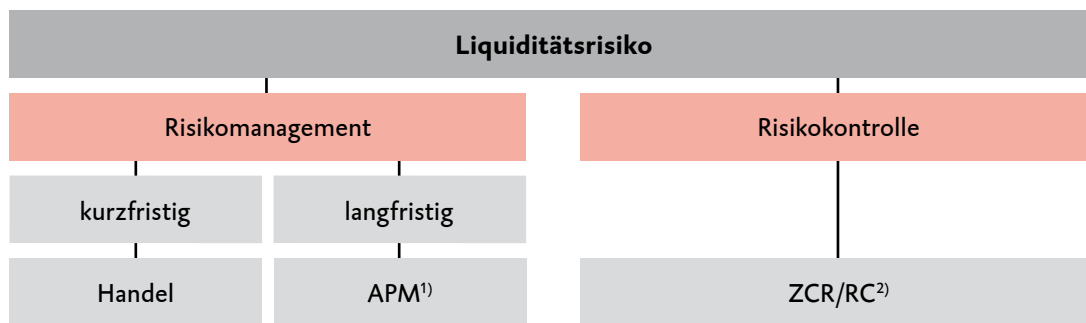 Liquiditätsrisiko
Risikomanagement
Risikokontrolle
kurzfristig
langfristig
Handel
APM¹⁾
ZCR/RC²⁾